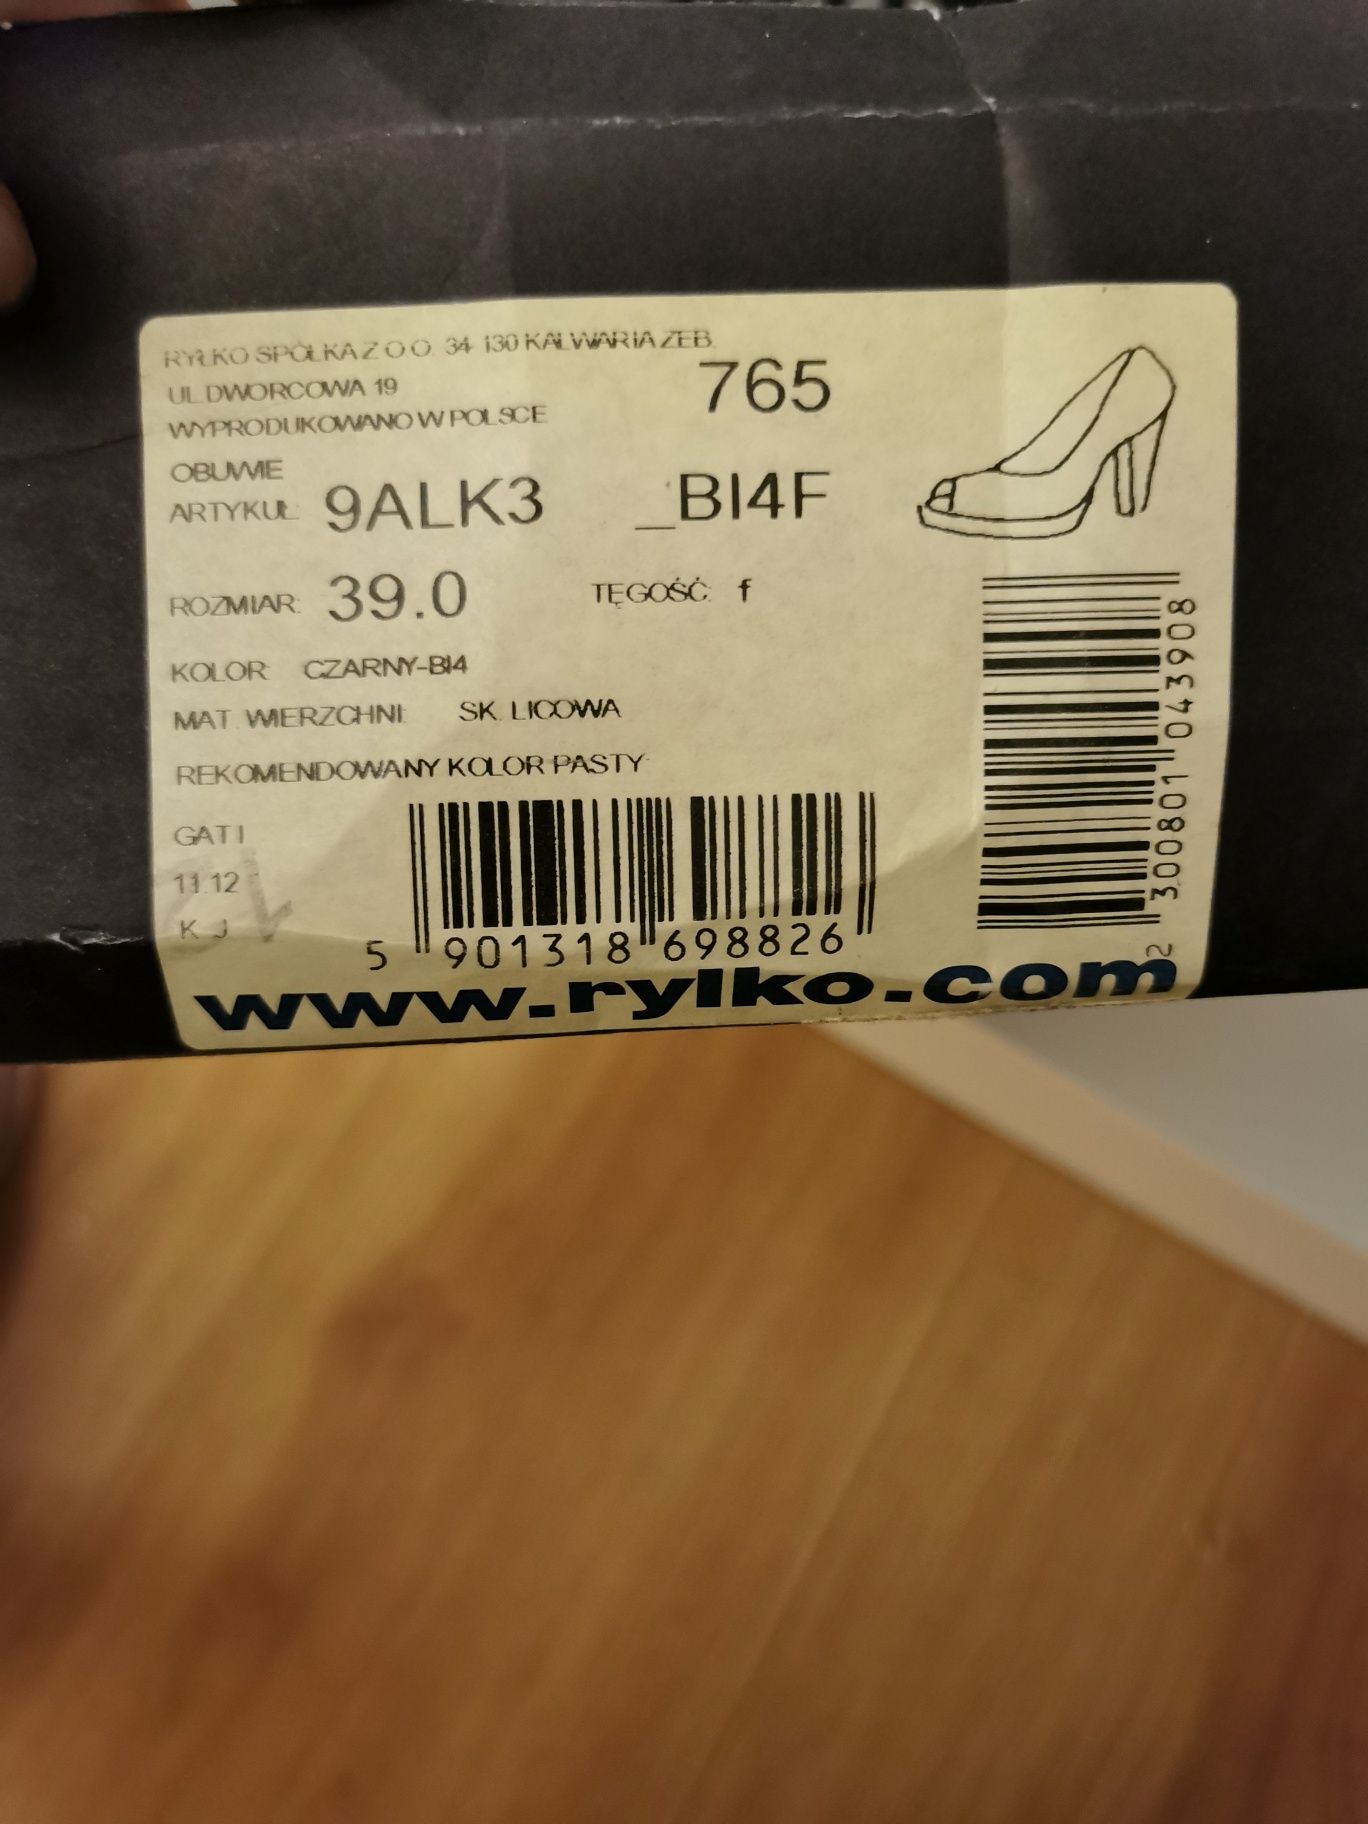 RYŁKO SPÓŁKA Z O O 34-130 KALWARIA ZEB.
UL DWORCOWA 19
765
WYPRODUKOWANO W POLSCE
OBUWIE
ARTYKUŁ: 9ALK3 _BI4F
ROZMIAR: 39.0 TĘGOŚĆ: f
KOLOR: CZARNY-BI4
MAT. WIERZCHNI: SK. LICOWA
REKOMENDOWANY KOLOR PASTY:
GAT I
11.12
K J
5 901318 698826
2 300801 043908
www.rylko.com